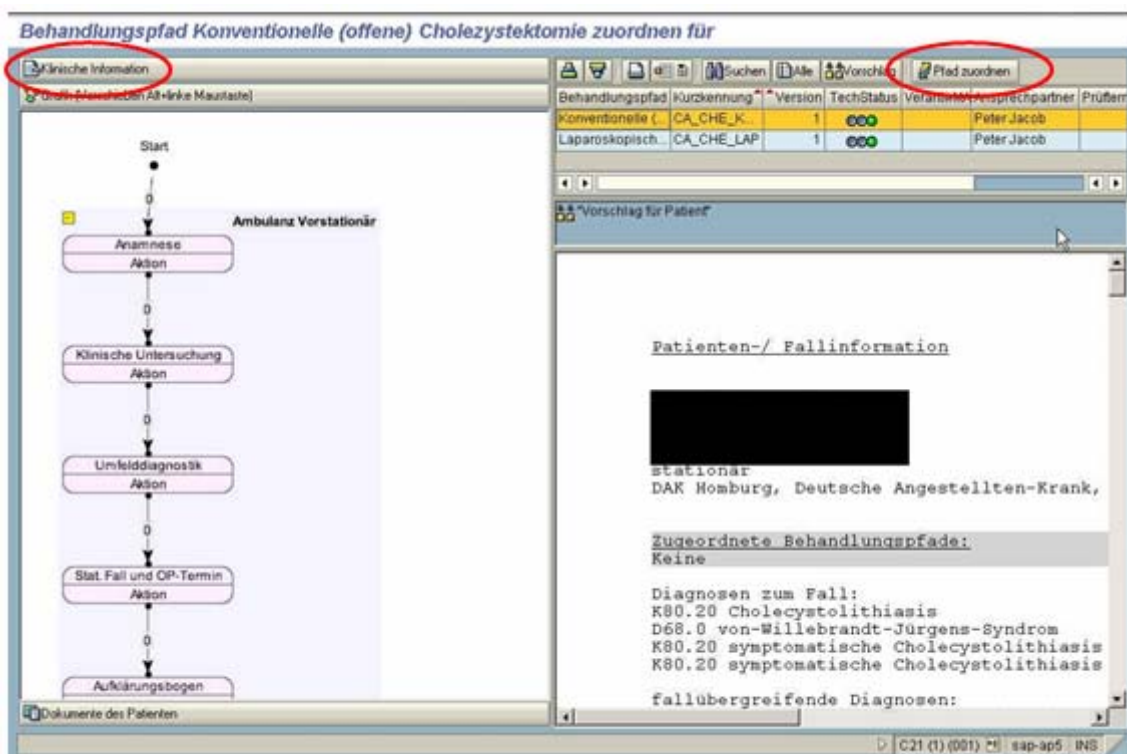 Behandlungspfad Konventionelle (offene) Cholezystektomie zuordnen für
Klinische Information
Grafik (Verschieben Alt+linke Maustaste)
Start
0
Ambulanz Vorstationär
Anamnese
Aktion
0
Klinische Untersuchung
Aktion
0
Umfelddiagnostik
Aktion
0
Stat. Fall und OP-Termin
Aktion
0
Aufklärungsbogen
Dokumente des Patienten
Suchen Alle Vorschlag Pfad zuordnen
Behandlungspfad Kurzkennung Version TechStatus Ansprechpartner
Konventionelle (... CA_CHE_K... 1 Peter Jacob
Laparoskopisch... CA_CHE_LAP 1 Peter Jacob
"Vorschlag für Patient"
Patienten-/ Fallinformation
stationär
DAK Homburg, Deutsche Angestellten-Krank,
Zugeordnete Behandlungspfade:
Keine
Diagnosen zum Fall:
K80.20 Cholecystolithiasis
D68.0 von-Willebrandt-Jürgens-Syndrom
K80.20 symptomatische Cholecystolithiasis
K80.20 symptomatische Cholecystolithiasis
fallübergreifende Diagnosen:
C21 (1) (001) sap-ap5 INS